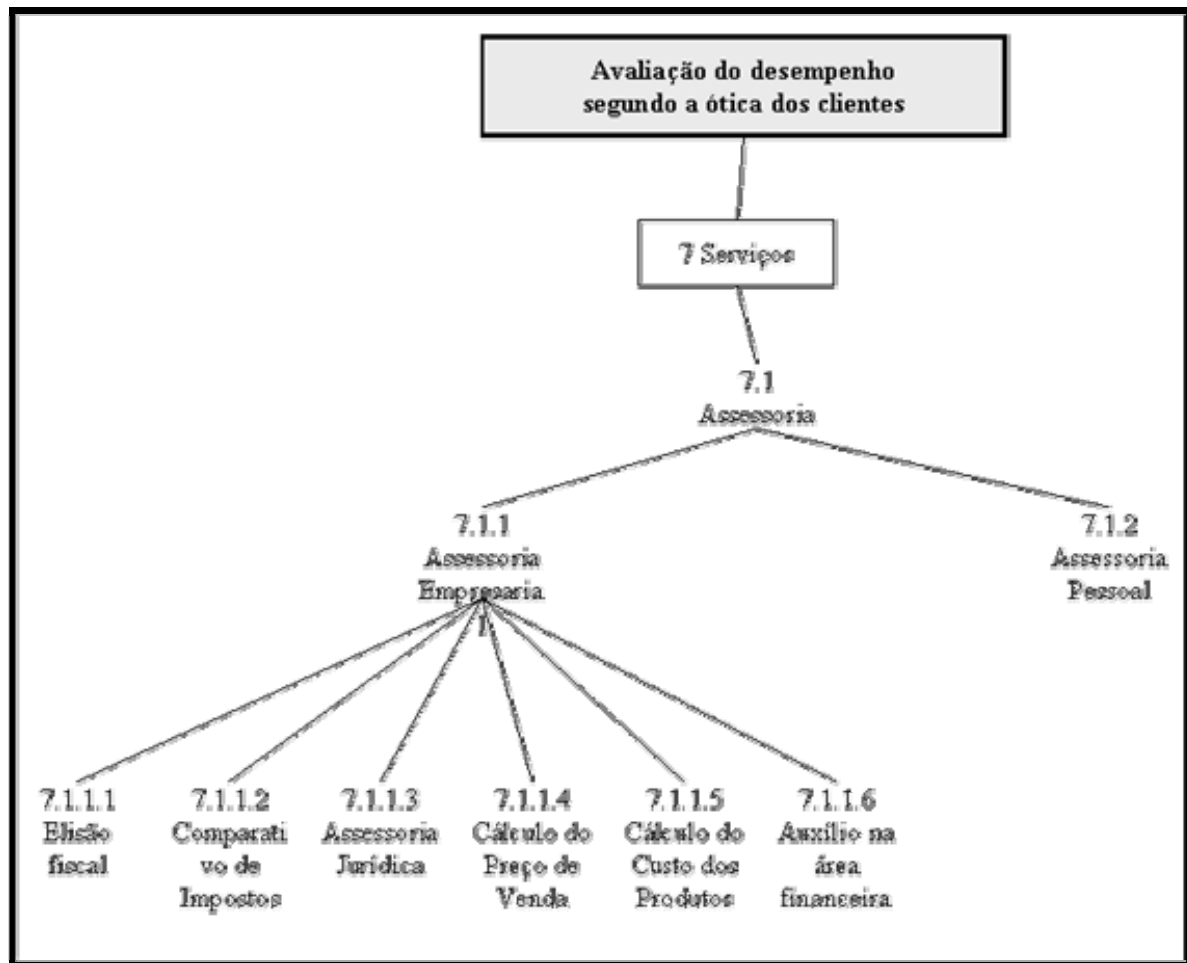 Avaliação do desempenho
segundo a ótica dos clientes
7 Serviços
7.1
Assessoria
7.1.1
Assessoria
Empresaria
l
7.1.2
Assessoria
Pessoal
7.1.1.1
Elisão
fiscal
7.1.1.2
Comparati
vo de
Impostos
7.1.1.3
Assessoria
Jurídica
7.1.1.4
Cálculo do
Preço de
Venda
7.1.1.5
Cálculo do
Custo dos
Produtos
7.1.1.6
Auxílio na
área
financeira